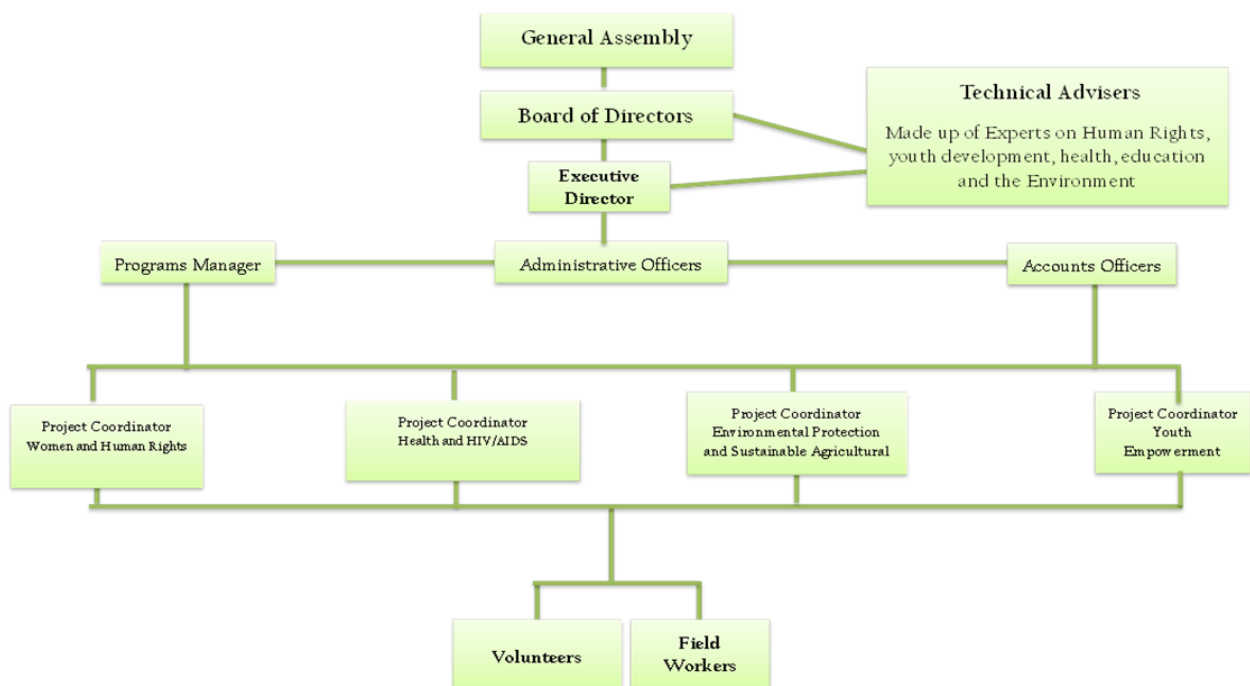 General Assembly
Board of Directors
Technical Advisers
Made up of Experts on Human Rights,
youth development, health, education
and the Environment
Executive
Director
Programs Manager
Administrative Officers
Accounts Officers
Project Coordinator
Women and Human Rights
Project Coordinator
Health and HIV/AIDS
Project Coordinator
Environmental Protection
and Sustainable Agricultural
Project Coordinator
Youth
Empowerment
Volunteers
Field
Workers